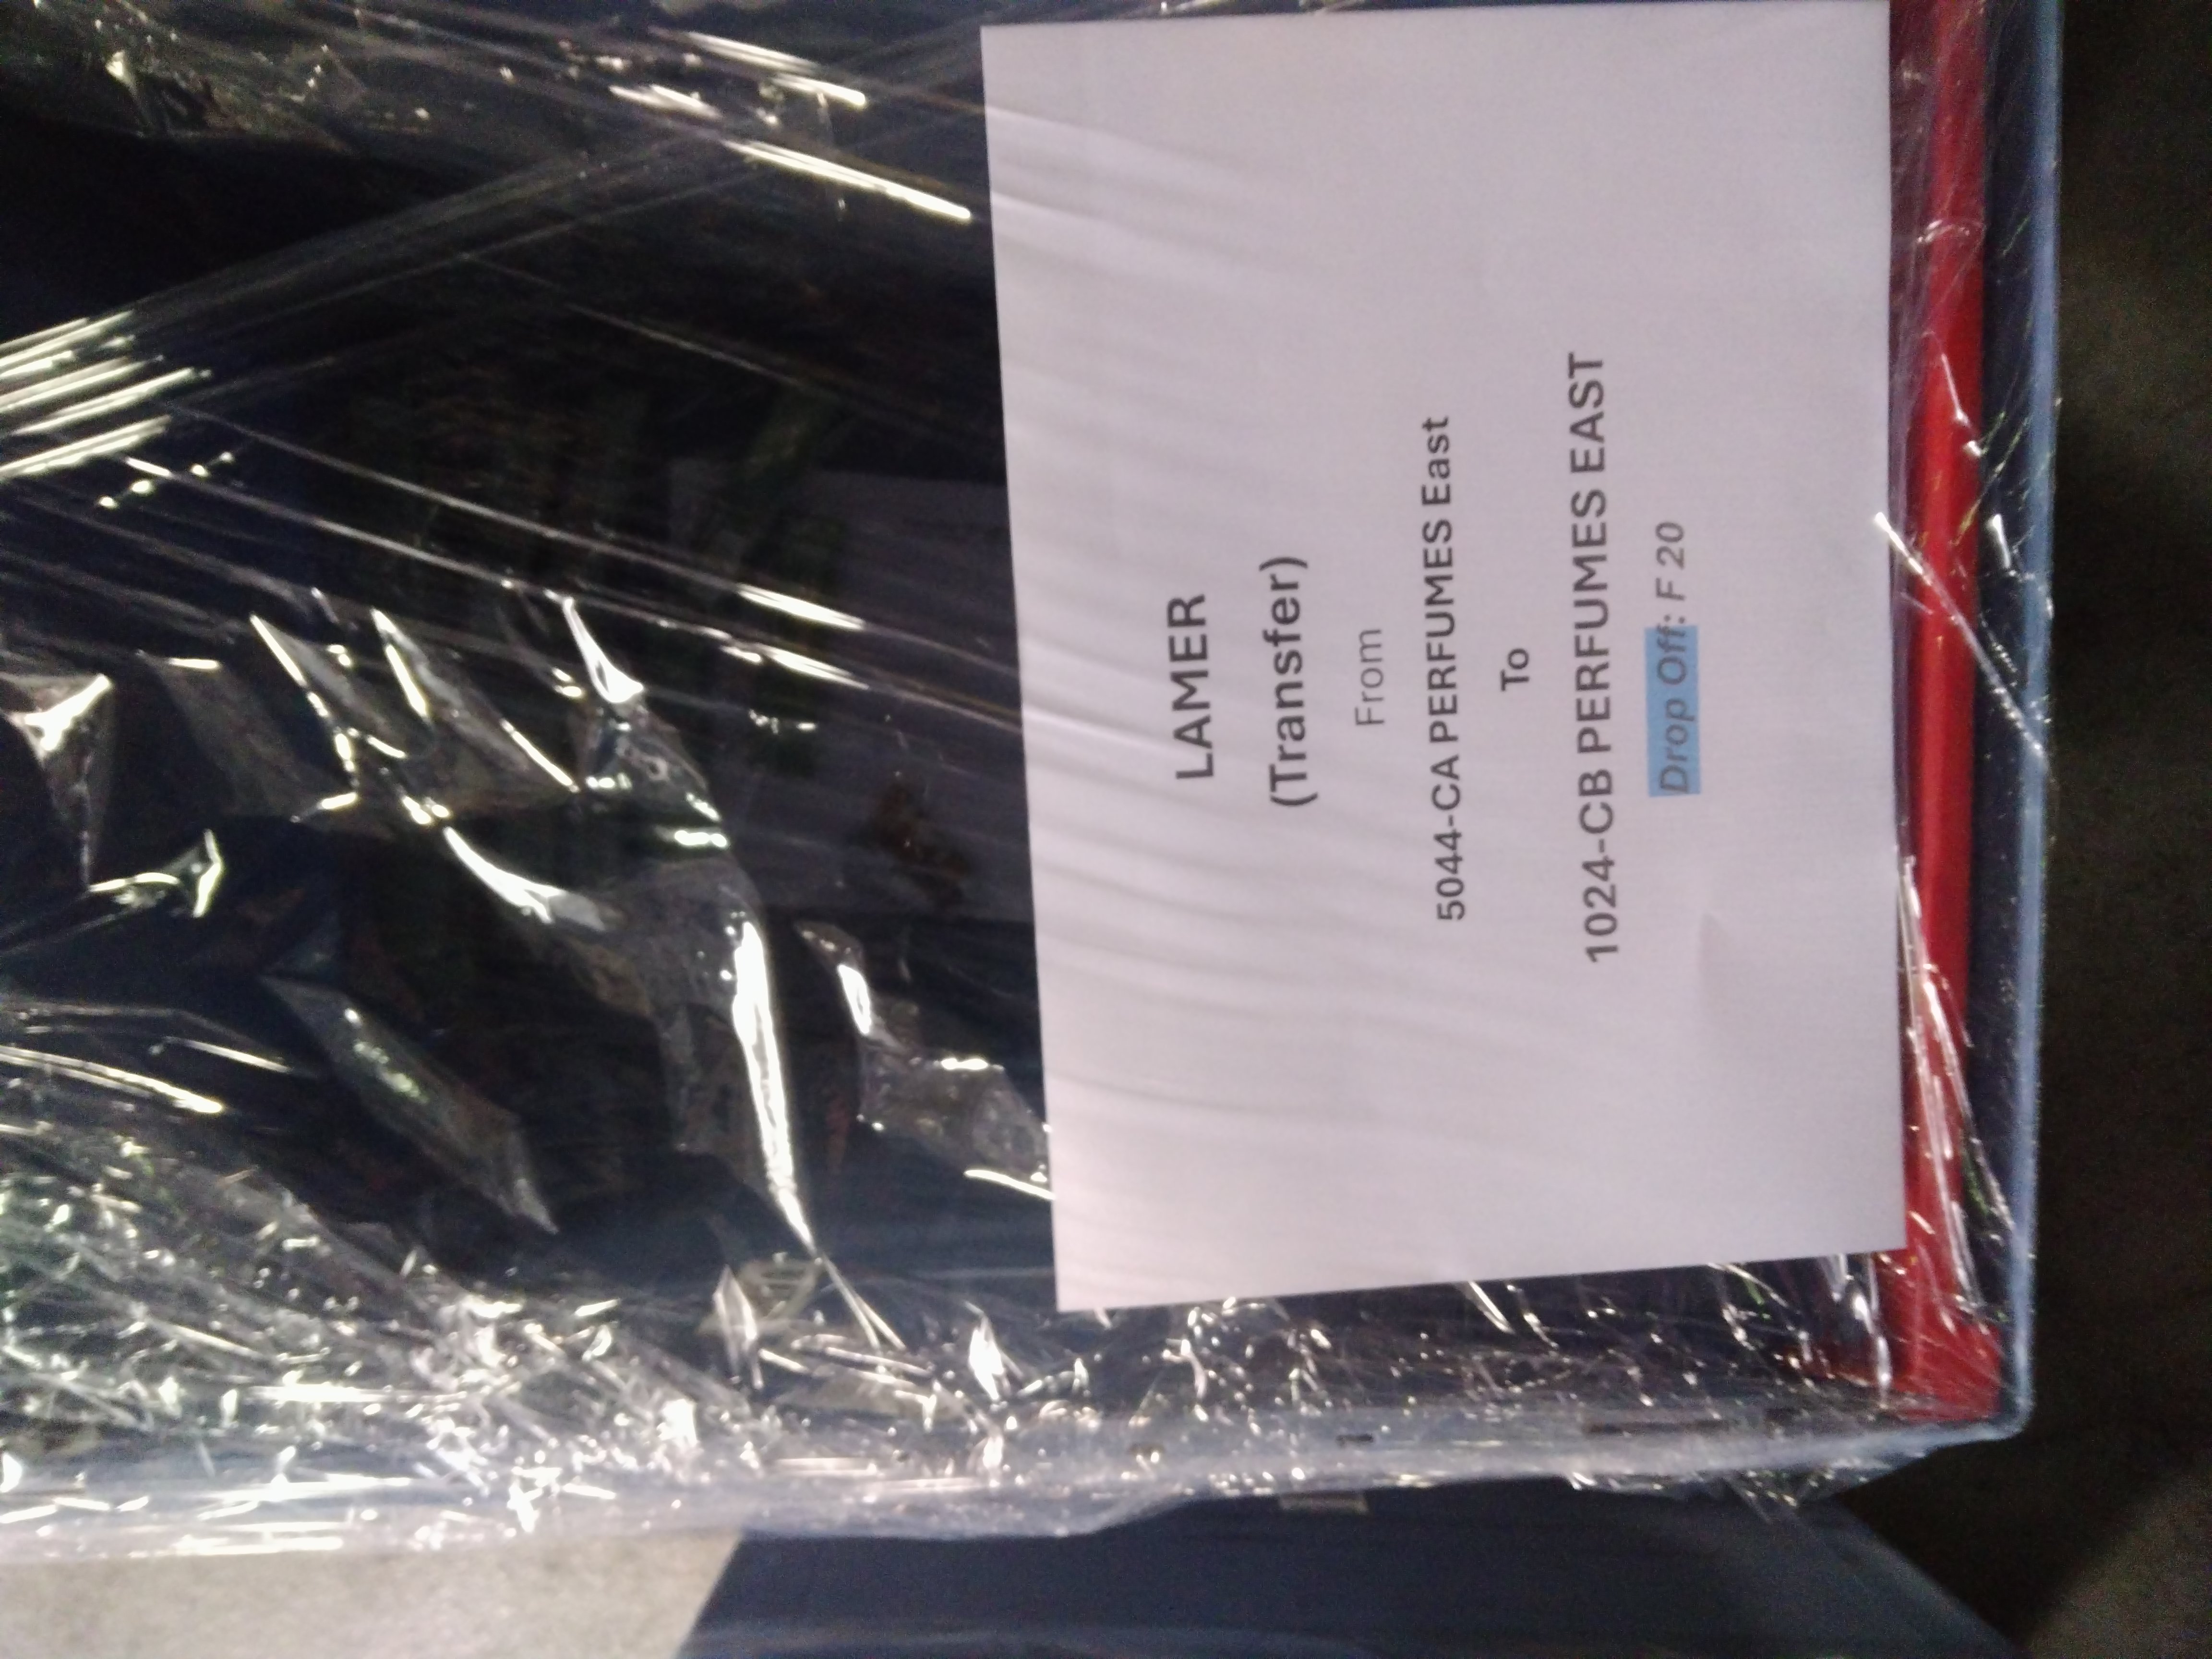 LAMER
(Transfer)
From
5044-CA PERFUMES East
To
1024-CB PERFUMES EAST
Drop Off: F 20